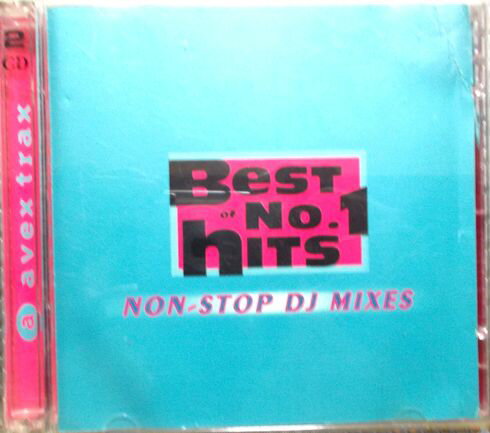 2
CD
a avex trax
BeST
of No.1
hiTS
NON-STOP DJ MIXES